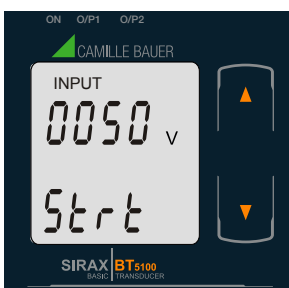 ON O/P1 O/P2
CAMILLE BAUER
INPUT
0050 V
Strt
SIRAX BT5100
BASIC TRANSDUCER